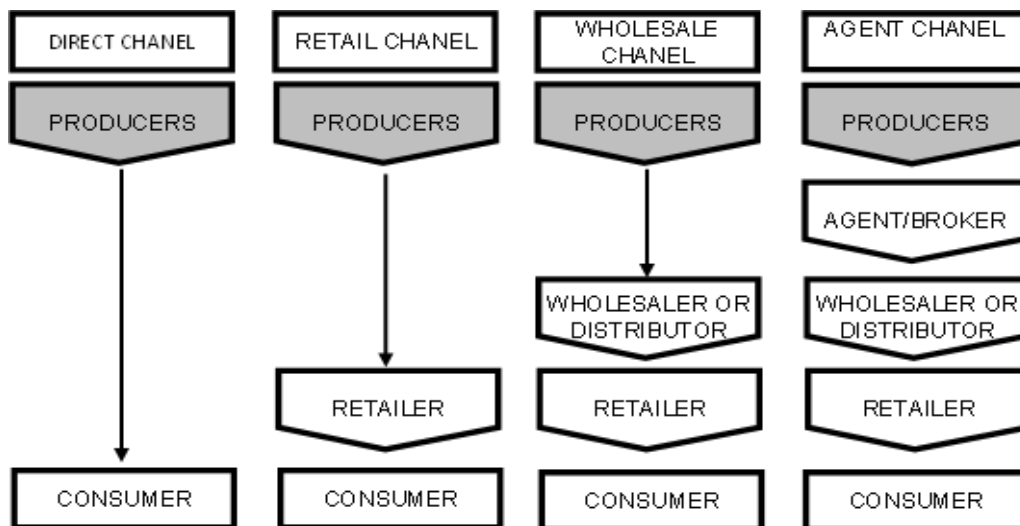 DIRECT CHANEL
RETAIL CHANEL
WHOLESALE
CHANEL
AGENT CHANEL
PRODUCERS
PRODUCERS
PRODUCERS
PRODUCERS
AGENT/BROKER
WHOLESALER OR
DISTRIBUTOR
WHOLESALER OR
DISTRIBUTOR
RETAILER
RETAILER
RETAILER
CONSUMER
CONSUMER
CONSUMER
CONSUMER